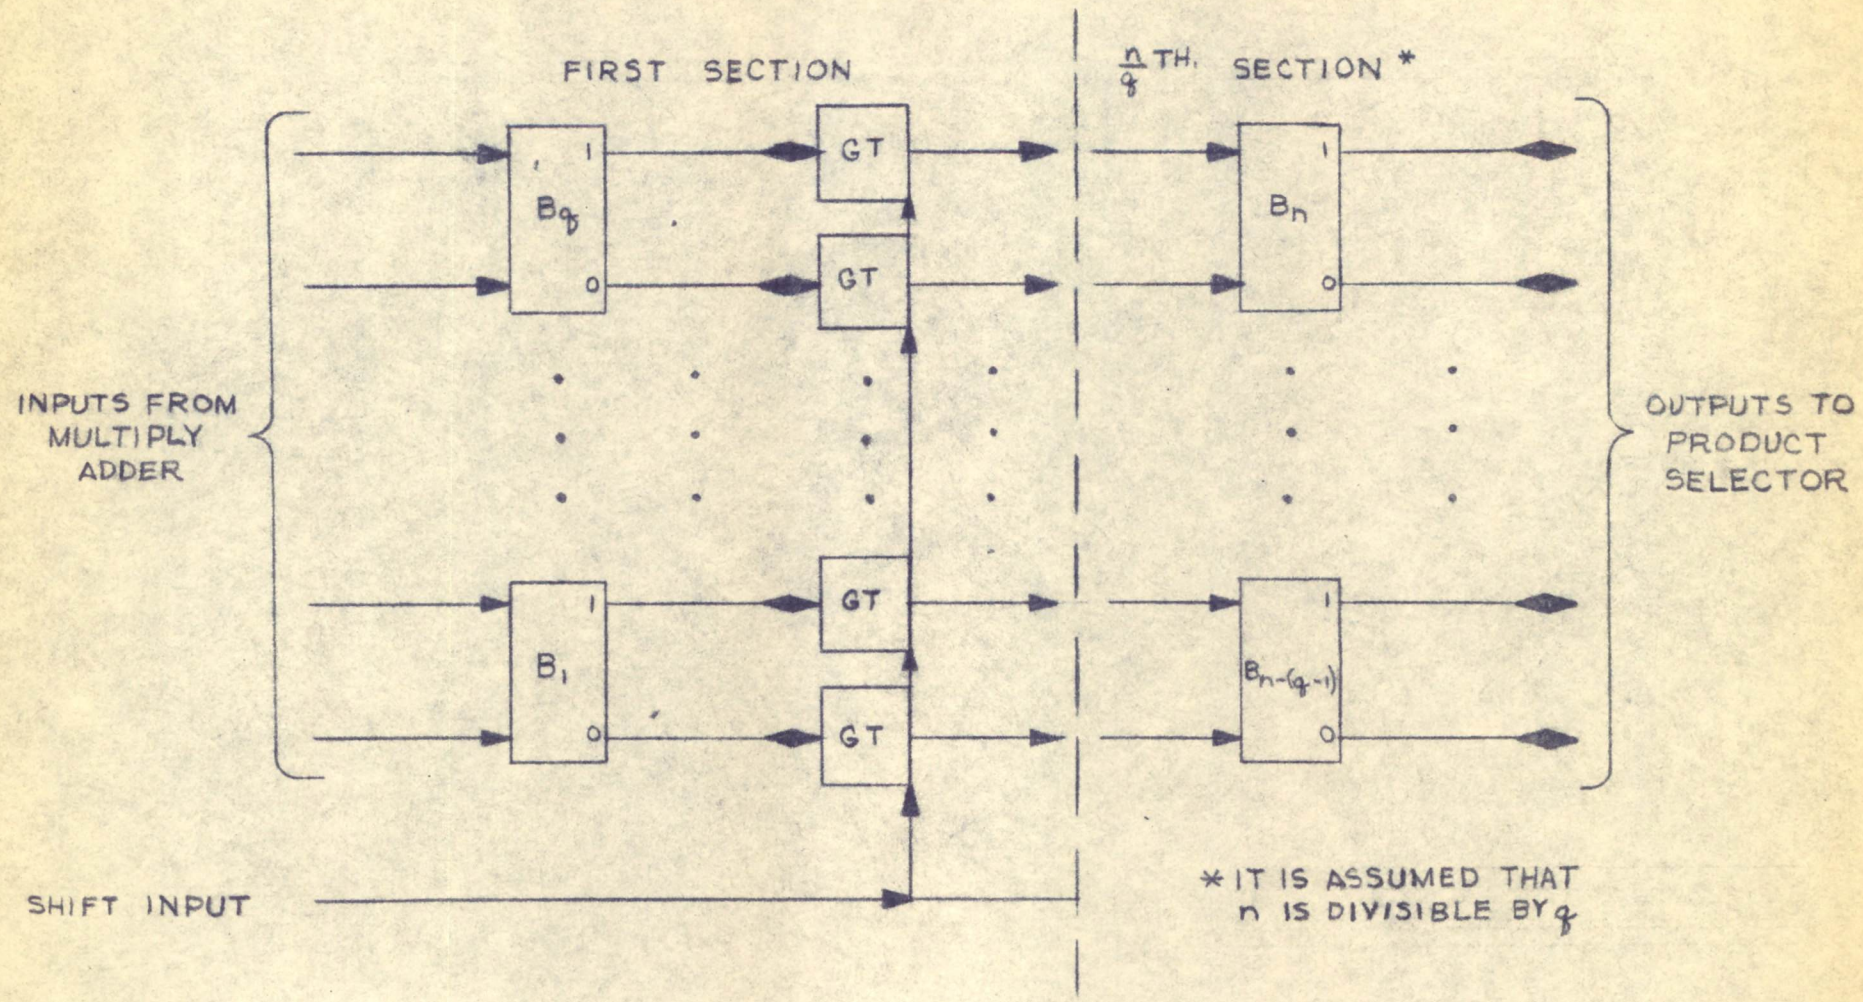 FIRST SECTION
n/q TH. SECTION *
1
Bq
0
GT
GT
1
Bn
0
INPUTS FROM
MULTIPLY
ADDER
OUTPUTS TO
PRODUCT
SELECTOR
1
B1
0
GT
GT
1
Bn-(q-1)
0
SHIFT INPUT
* IT IS ASSUMED THAT
n IS DIVISIBLE BY q